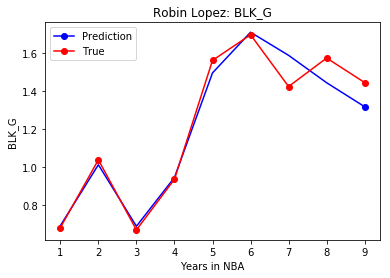 Robin Lopez: BLK_G
Prediction
True
BLK_G
1.6
1.4
1.2
1.0
0.8
1 2 3 4 5 6 7 8 9
Years in NBA